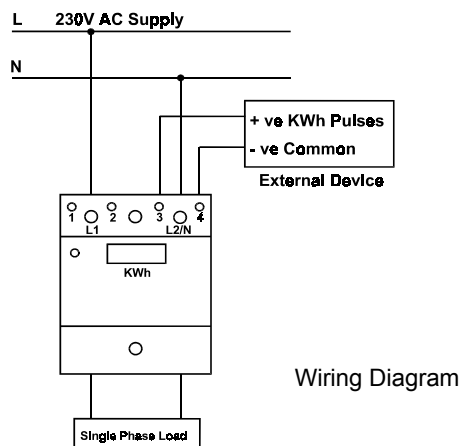 L 230V AC Supply
N
+ ve KWh Pulses
- ve Common
External Device
1 2 3 4
L1 L2/N
KWh
Wiring Diagram
Single Phase Load